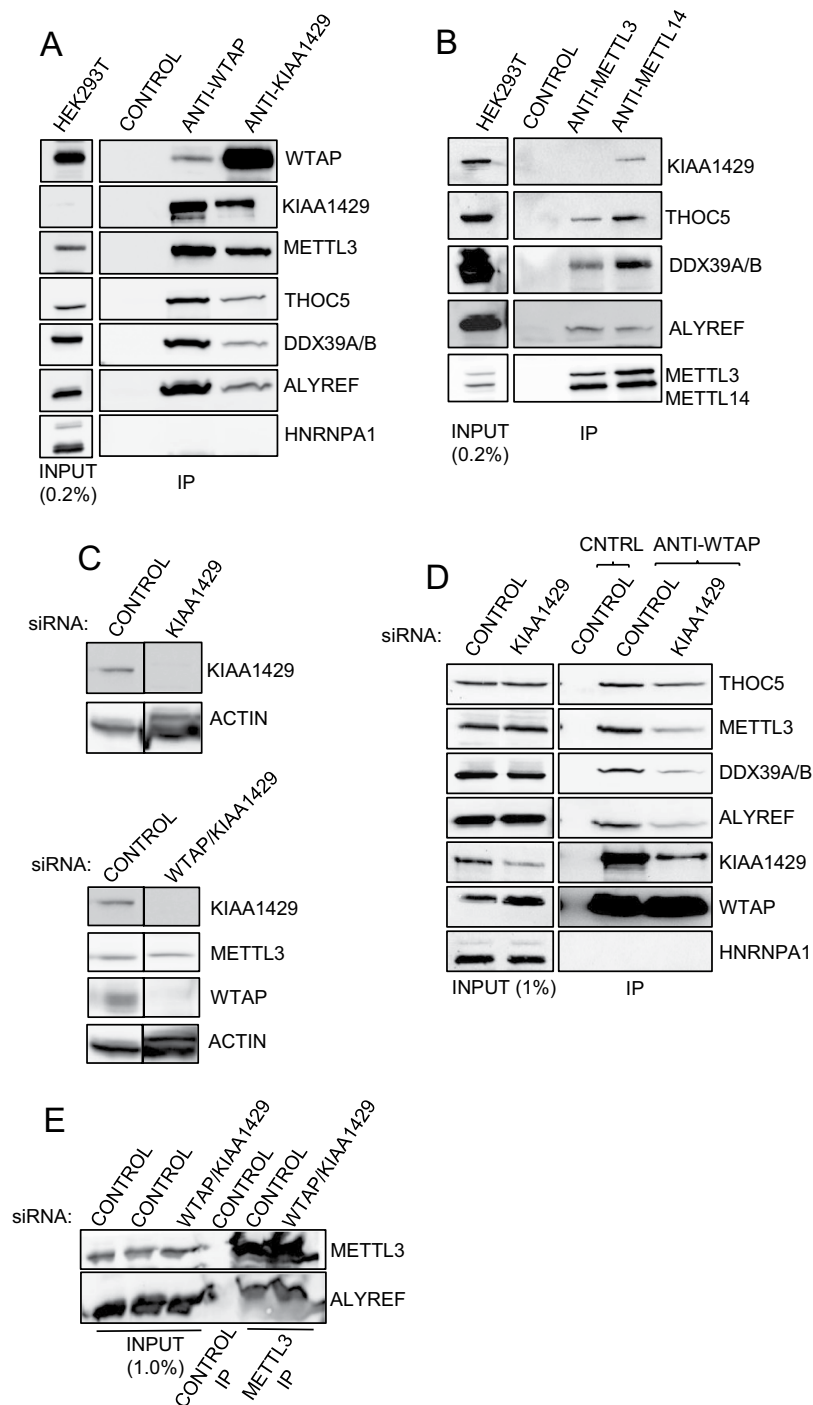 A
HEK293T
CONTROL
ANTI-WTAP
ANTI-KIAA1429
WTAP
KIAA1429
METTL3
THOC5
DDX39A/B
ALYREF
HNRNPA1
INPUT
(0.2%)
IP
B
HEK293T
CONTROL
ANTI-METTL3
ANTI-METTL14
KIAA1429
THOC5
DDX39A/B
ALYREF
METTL3
METTL14
INPUT
(0.2%)
IP
C
siRNA:
CONTROL
KIAA1429
KIAA1429
ACTIN
siRNA:
CONTROL
WTAP/KIAA1429
KIAA1429
METTL3
WTAP
ACTIN
D
CNTRL
ANTI-WTAP
siRNA:
CONTROL
KIAA1429
CONTROL
CONTROL
KIAA1429
THOC5
METTL3
DDX39A/B
ALYREF
KIAA1429
WTAP
HNRNPA1
INPUT (1%)
IP
E
siRNA:
CONTROL
CONTROL
WTAP/KIAA1429
CONTROL
CONTROL
WTAP/KIAA1429
METTL3
ALYREF
INPUT
(1.0%)
CONTROL
IP
METTL3
IP